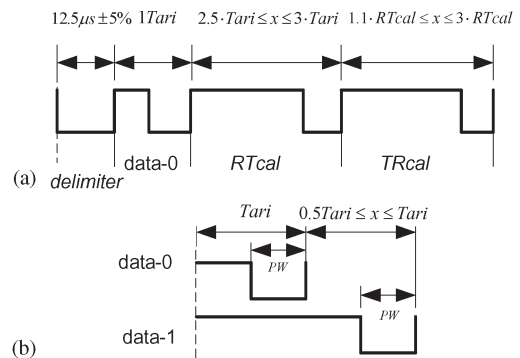 12.5μs±5% 1Tari 2.5·Tari≤x≤3·Tari 1.1·RTcal≤x≤3·RTcal
data-0 RTcal TRcal
(a) delimiter
Tari 0.5Tari≤x≤Tari
data-0 PW
data-1 PW
(b)